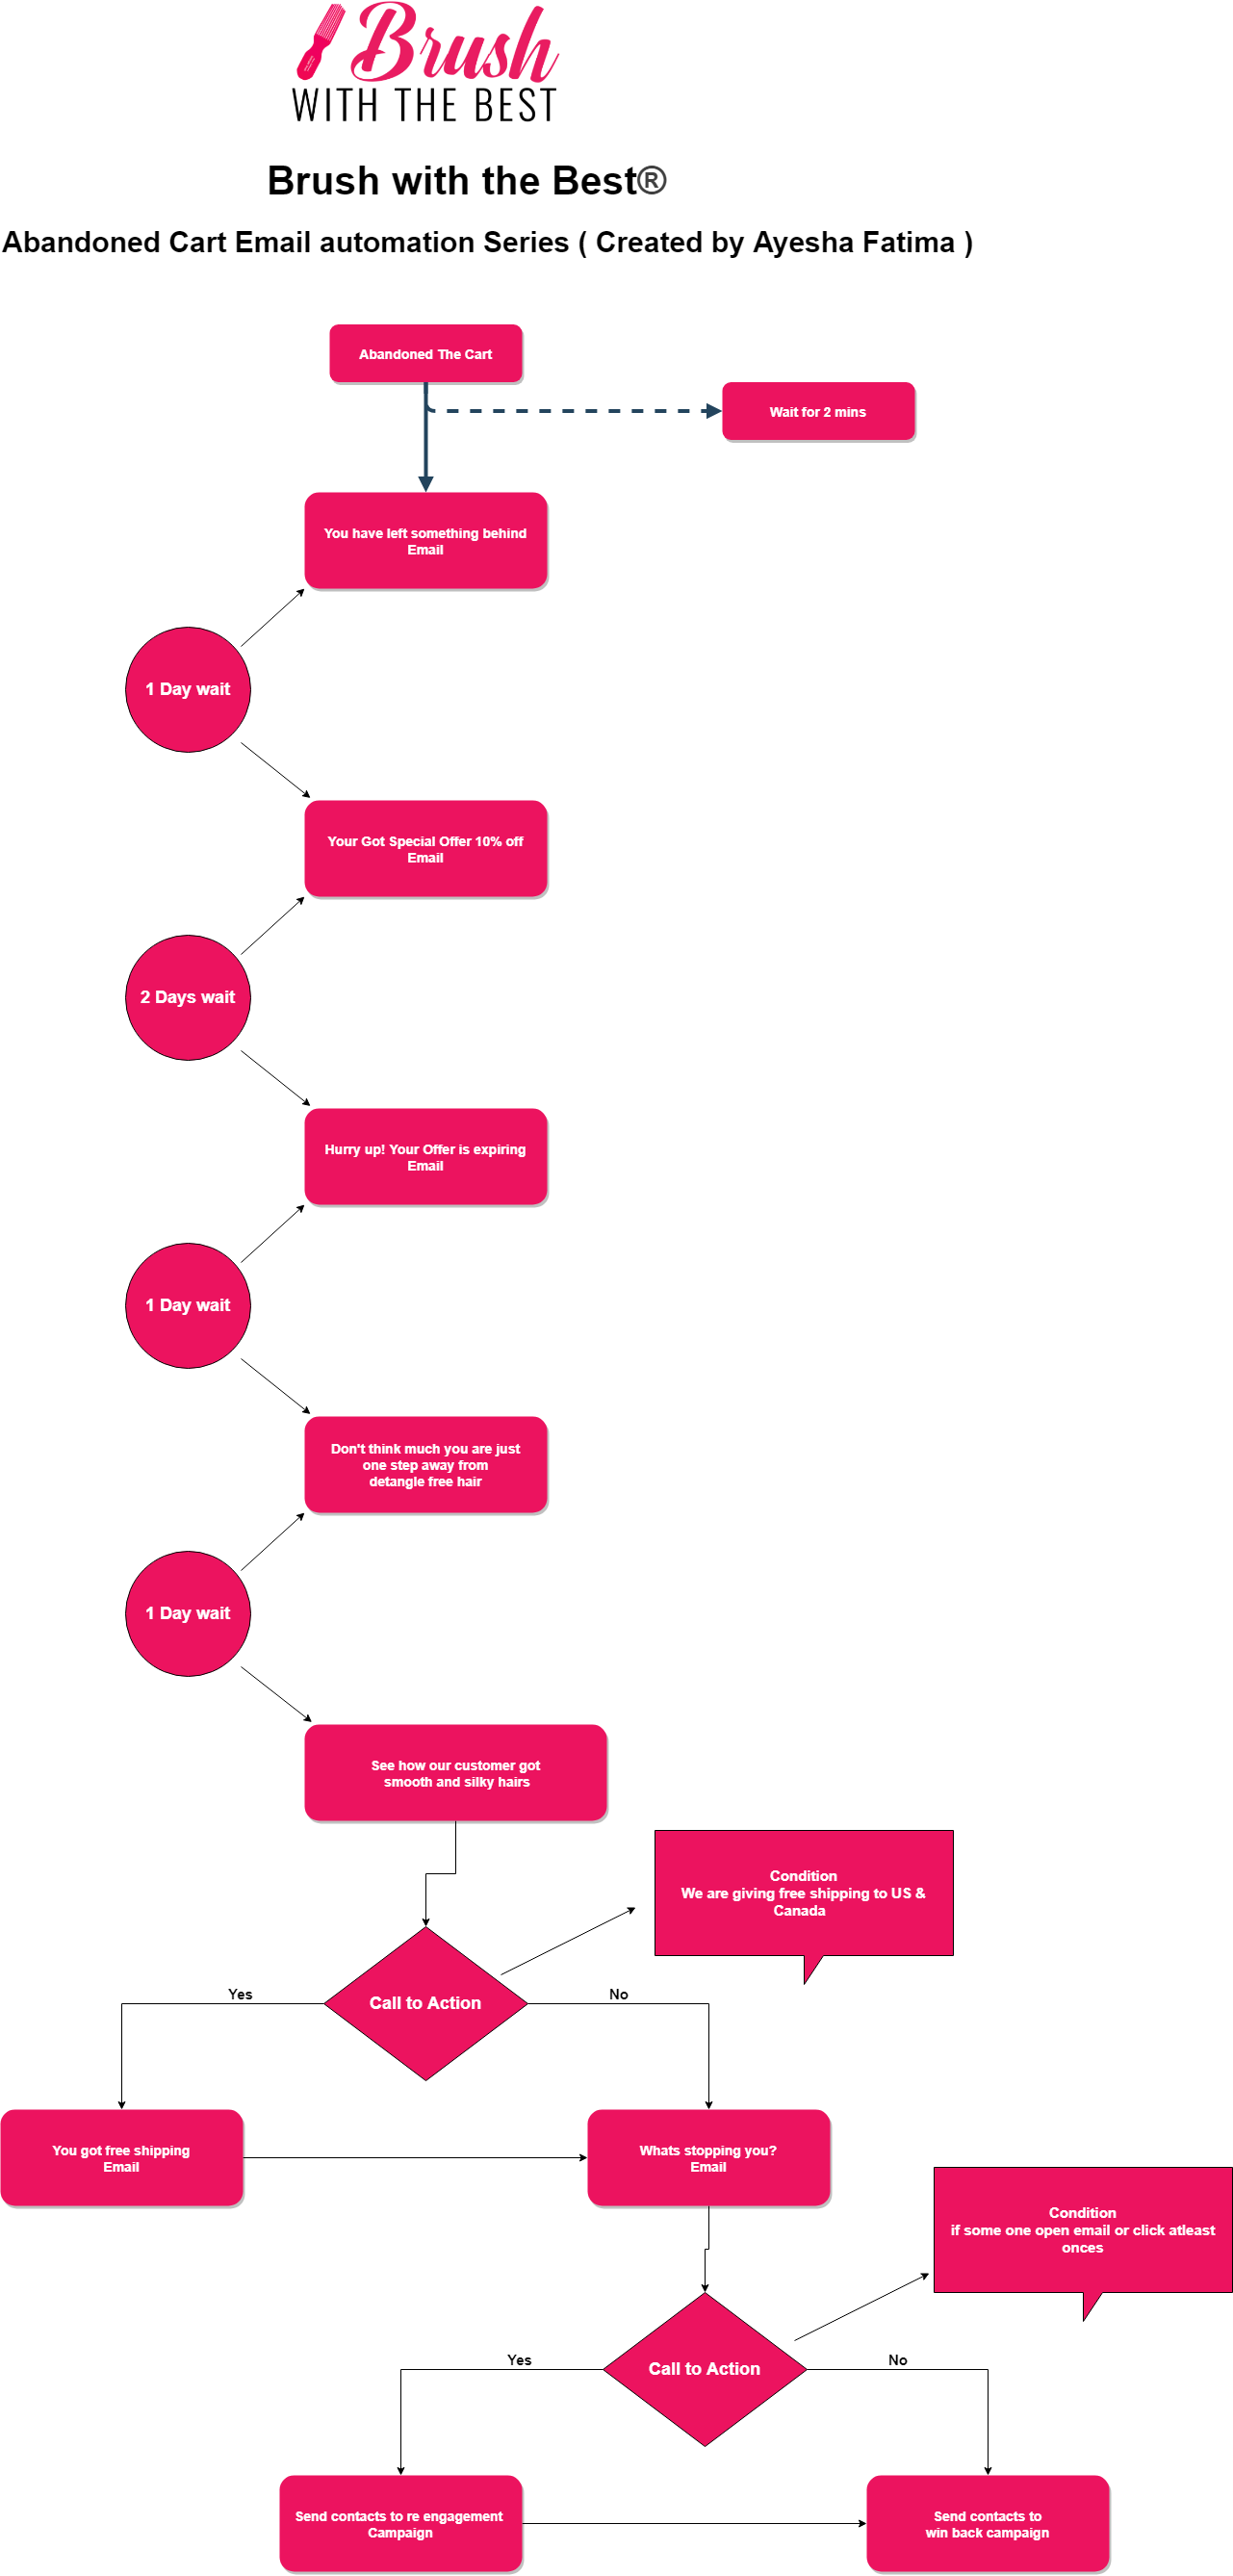 Brush
WITH THE BEST
Brush with the Best®
Abandoned Cart Email automation Series ( Created by Ayesha Fatima )
Abandoned The Cart
Wait for 2 mins
You have left something behind
Email
1 Day wait
Your Got Special Offer 10% off
Email
2 Days wait
Hurry up! Your Offer is expiring
Email
1 Day wait
Don't think much you are just
one step away from
detangle free hair
1 Day wait
See how our customer got
smooth and silky hairs
Condition
We are giving free shipping to US &
Canada
Call to Action
Yes
No
You got free shipping
Email
Whats stopping you?
Email
Condition
if some one open email or click atleast
onces
Call to Action
Yes
No
Send contacts to re engagement
Campaign
Send contacts to
win back campaign